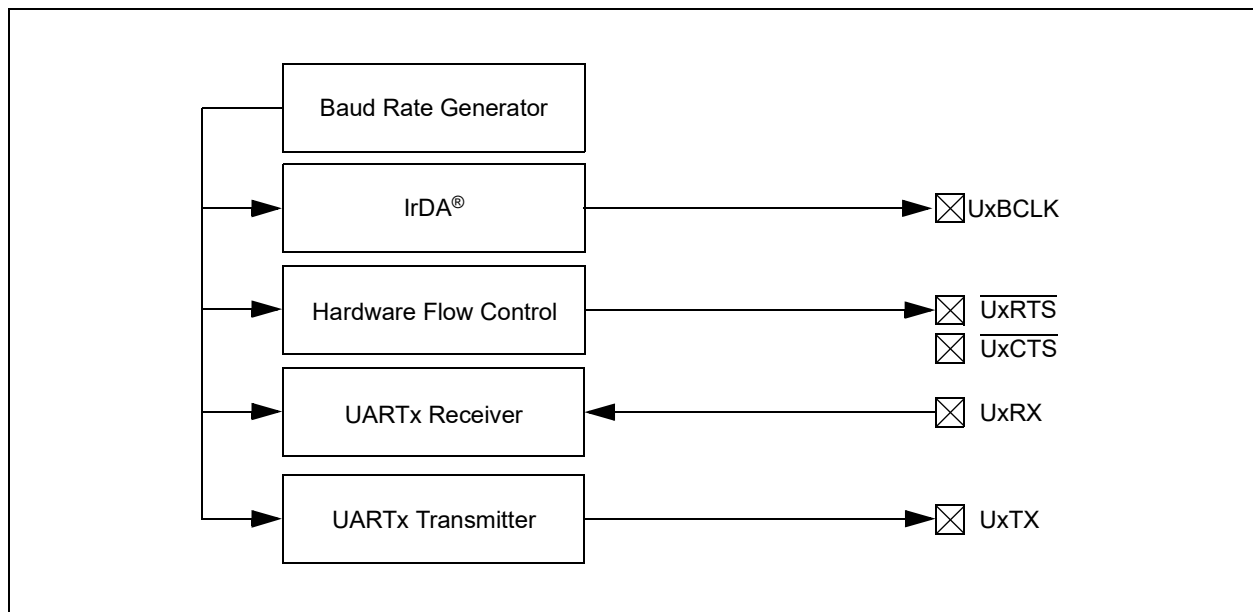 Baud Rate Generator
IrDA®
UxBCLK
Hardware Flow Control
UxRTS
UxCTS
UARTx Receiver
UxRX
UARTx Transmitter
UxTX